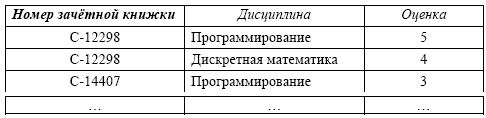 Номер зачётной книжки Дисциплина Оценка
С-12298 Программирование 5
С-12298 Дискретная математика 4
С-14407 Программирование 3
… … …